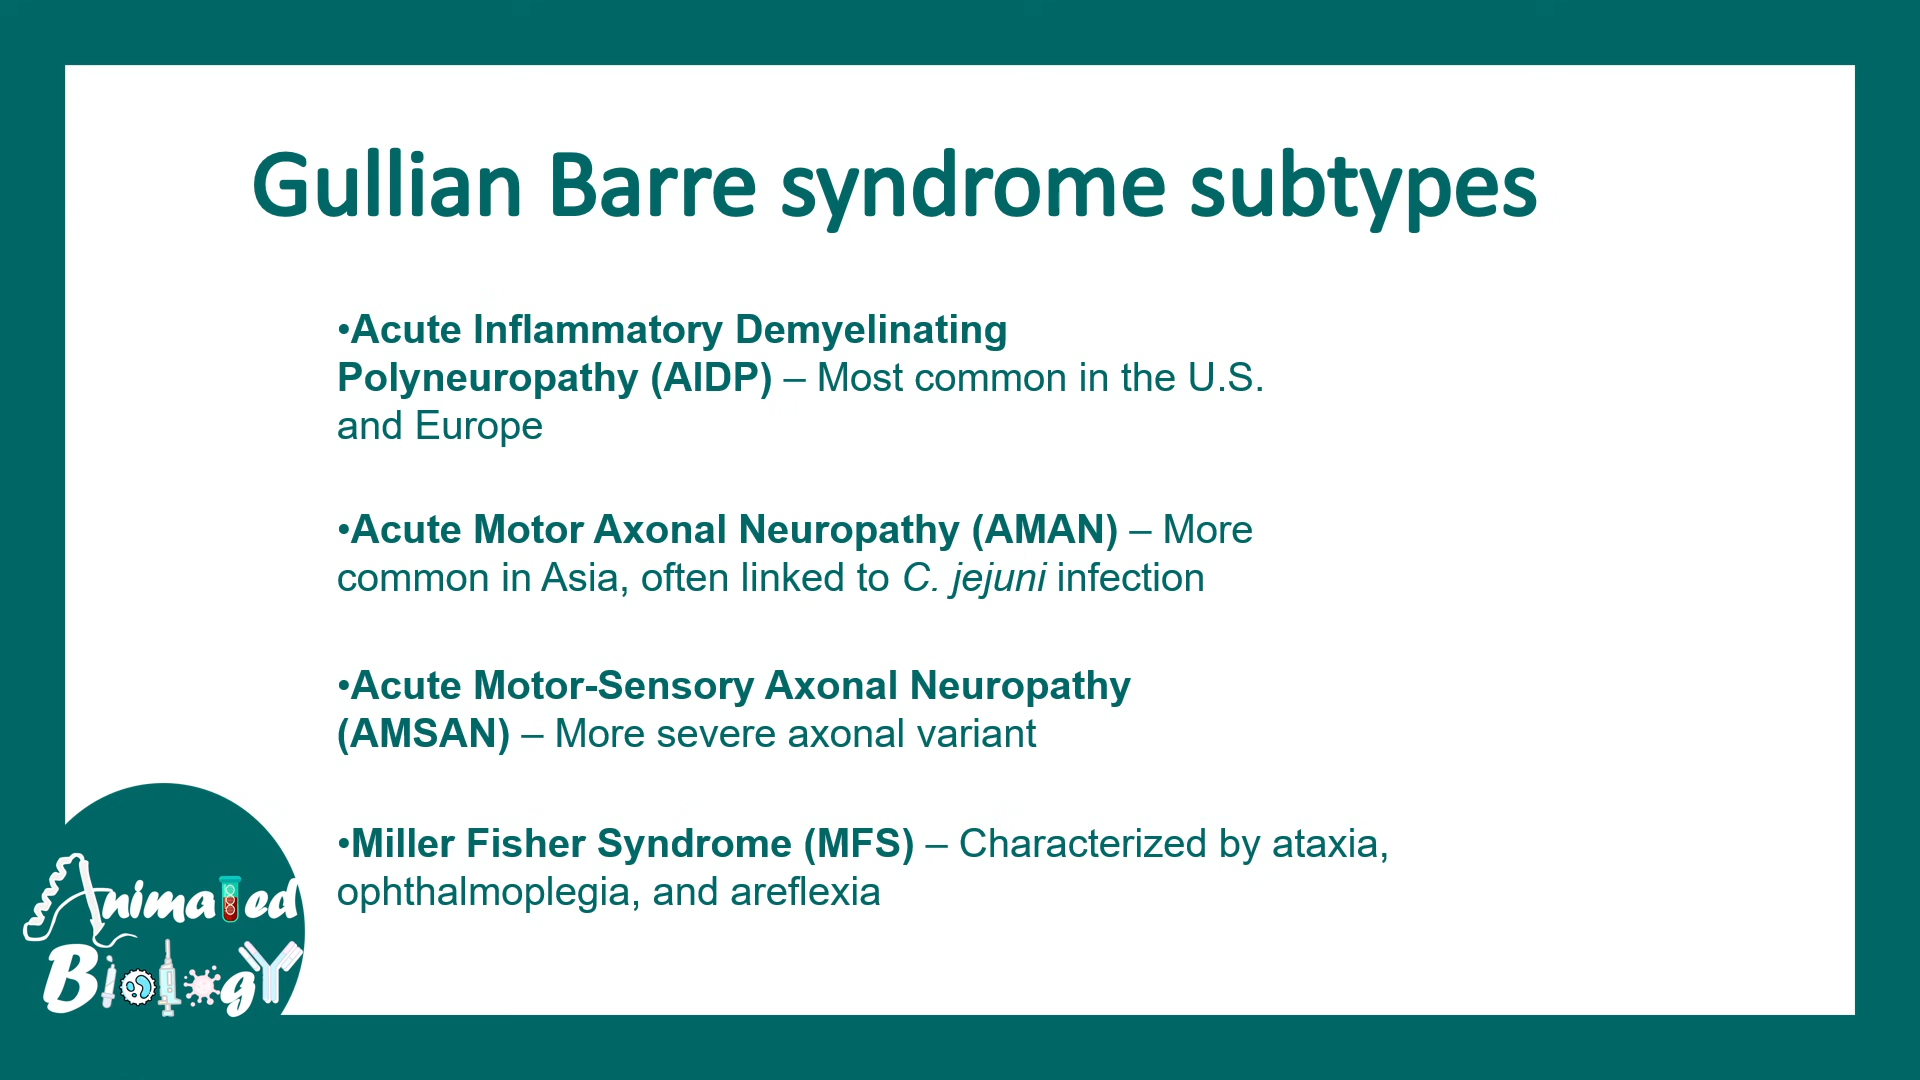 Gullian Barre syndrome subtypes
•Acute Inflammatory Demyelinating
Polyneuropathy (AIDP) – Most common in the U.S.
and Europe
•Acute Motor Axonal Neuropathy (AMAN) – More
common in Asia, often linked to C. jejuni infection
•Acute Motor-Sensory Axonal Neuropathy
(AMSAN) – More severe axonal variant
•Miller Fisher Syndrome (MFS) – Characterized by ataxia,
ophthalmoplegia, and areflexia
Animated
Biology